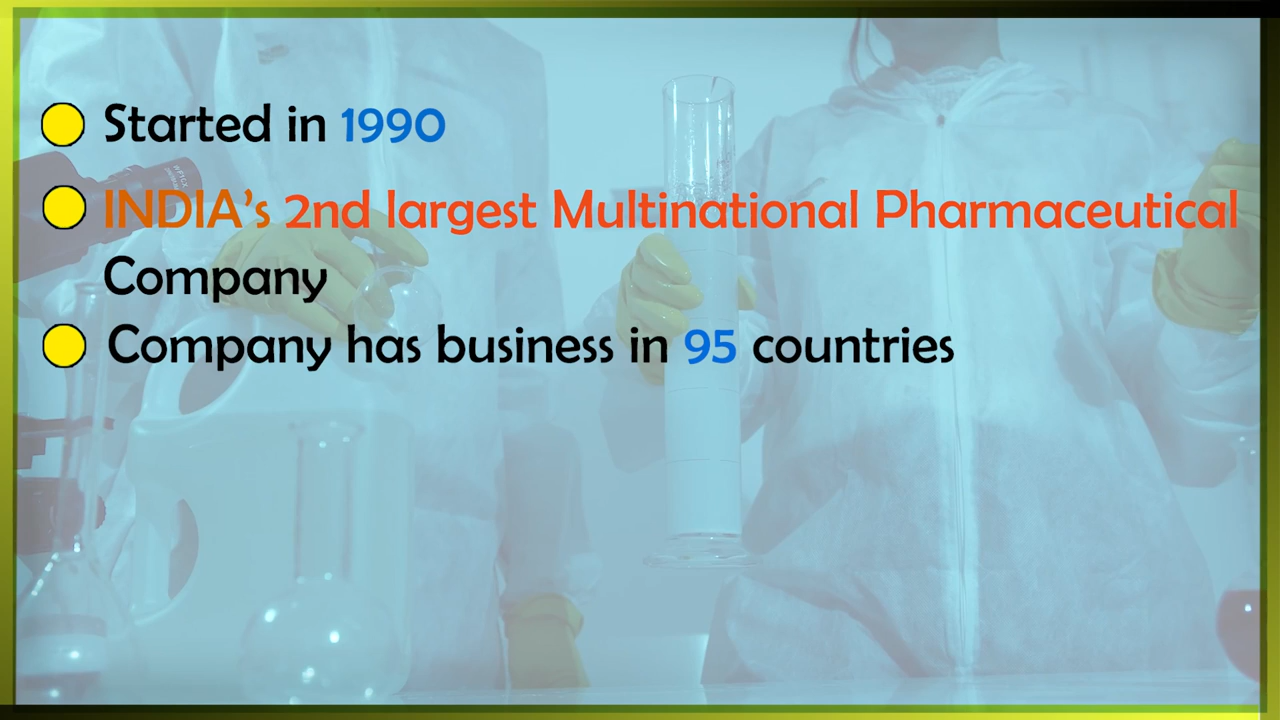 Started in 1990
INDIA's 2nd largest Multinational Pharmaceutical
Company
Company has business in 95 countries